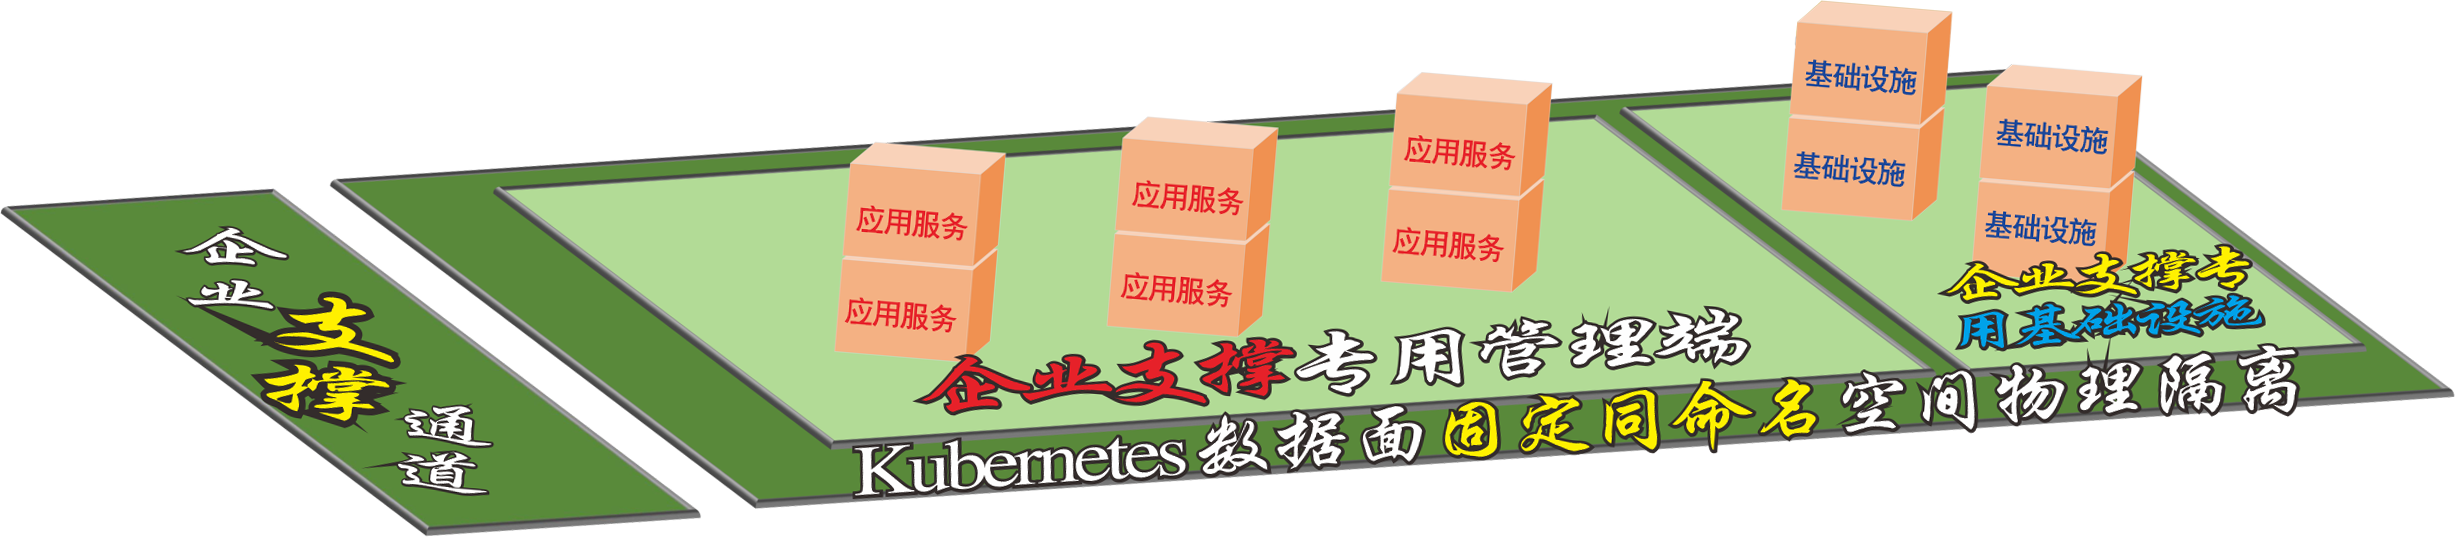 企业
支撑
通道
应用服务
应用服务
应用服务
应用服务
应用服务
应用服务
企业支撑专用管理端
基础设施
基础设施
基础设施
基础设施
企业支撑专
用基础设施
Kubernetes数据面固定同命名空间物理隔离